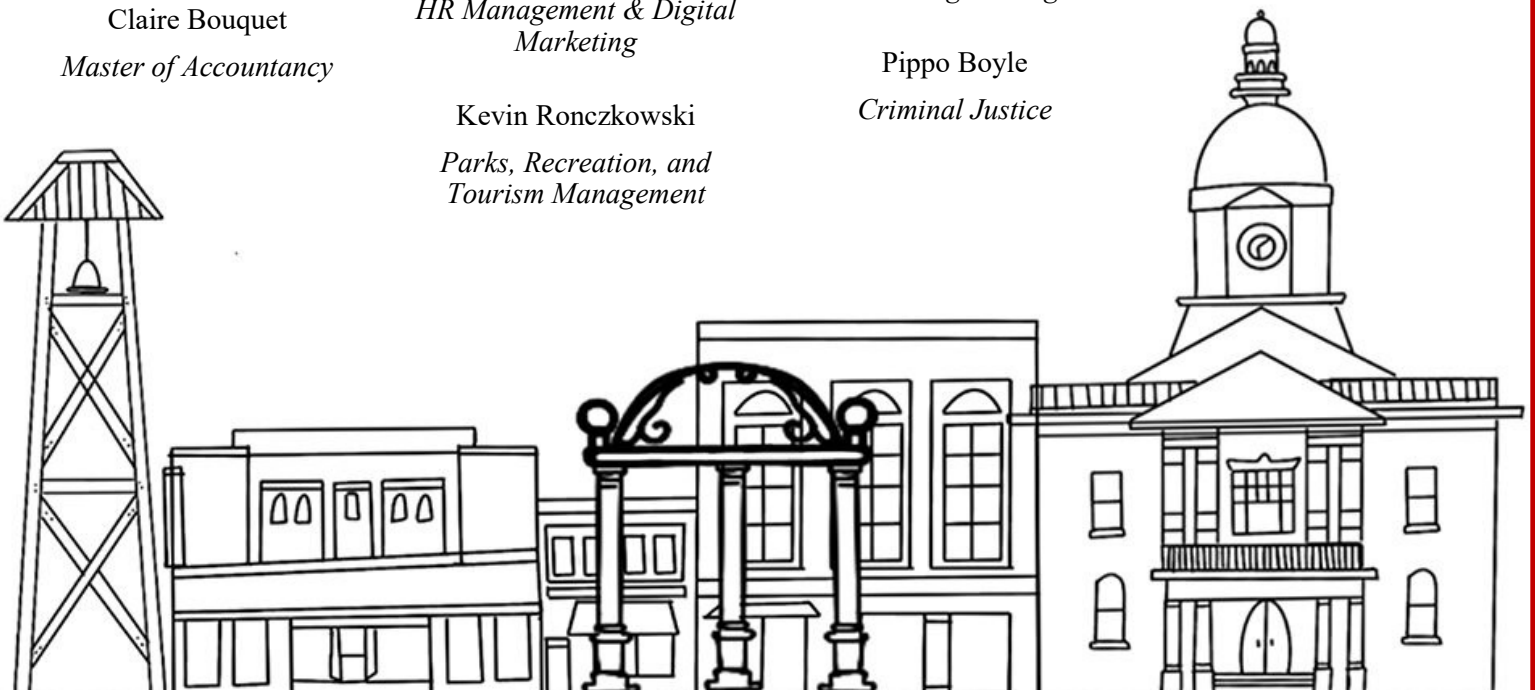 Claire Bouquet
Master of Accountancy
HR Management & Digital
Marketing
Kevin Ronczkowski
Parks, Recreation, and
Tourism Management
Pippo Boyle
Criminal Justice